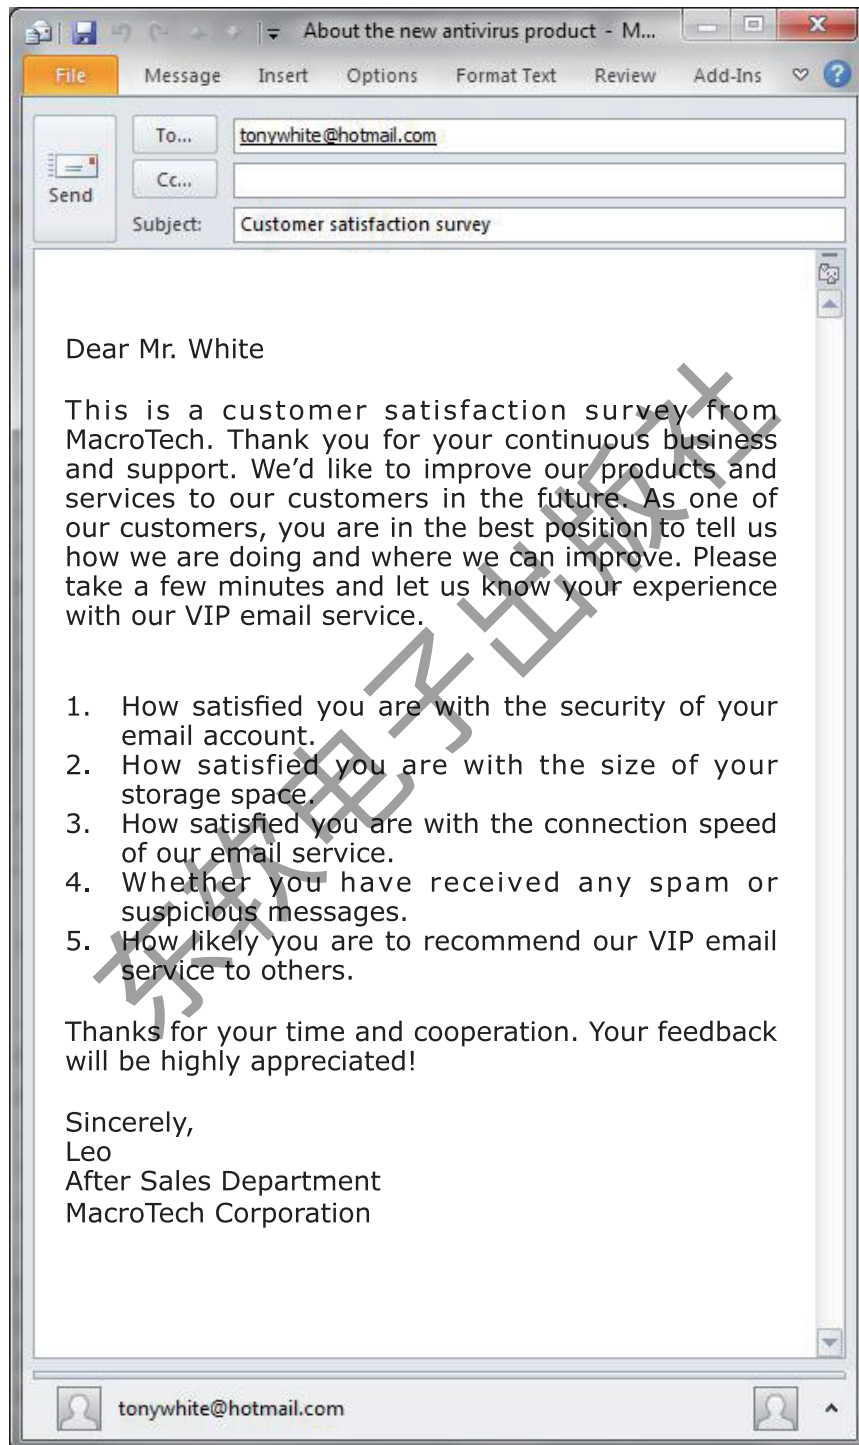 About the new antivirus product - M...
File Message Insert Options Format Text Review Add-Ins
To... tonywhite@hotmail.com
Send
Cc...
Subject: Customer satisfaction survey
Dear Mr. White
This is a customer satisfaction survey from
MacroTech. Thank you for your continuous business
and support. We'd like to improve our products and
services to our customers in the future. As one of
our customers, you are in the best position to tell us
how we are doing and where we can improve. Please
take a few minutes and let us know your experience
with our VIP email service.
1. How satisfied you are with the security of your
email account.
2. How satisfied you are with the size of your
storage space.
3. How satisfied you are with the connection speed
of our email service.
4. Whether you have received any spam or
suspicious messages.
5. How likely you are to recommend our VIP email
service to others.
Thanks for your time and cooperation. Your feedback
will be highly appreciated!
Sincerely,
Leo
After Sales Department
MacroTech Corporation
tonywhite@hotmail.com
东软电子出版社